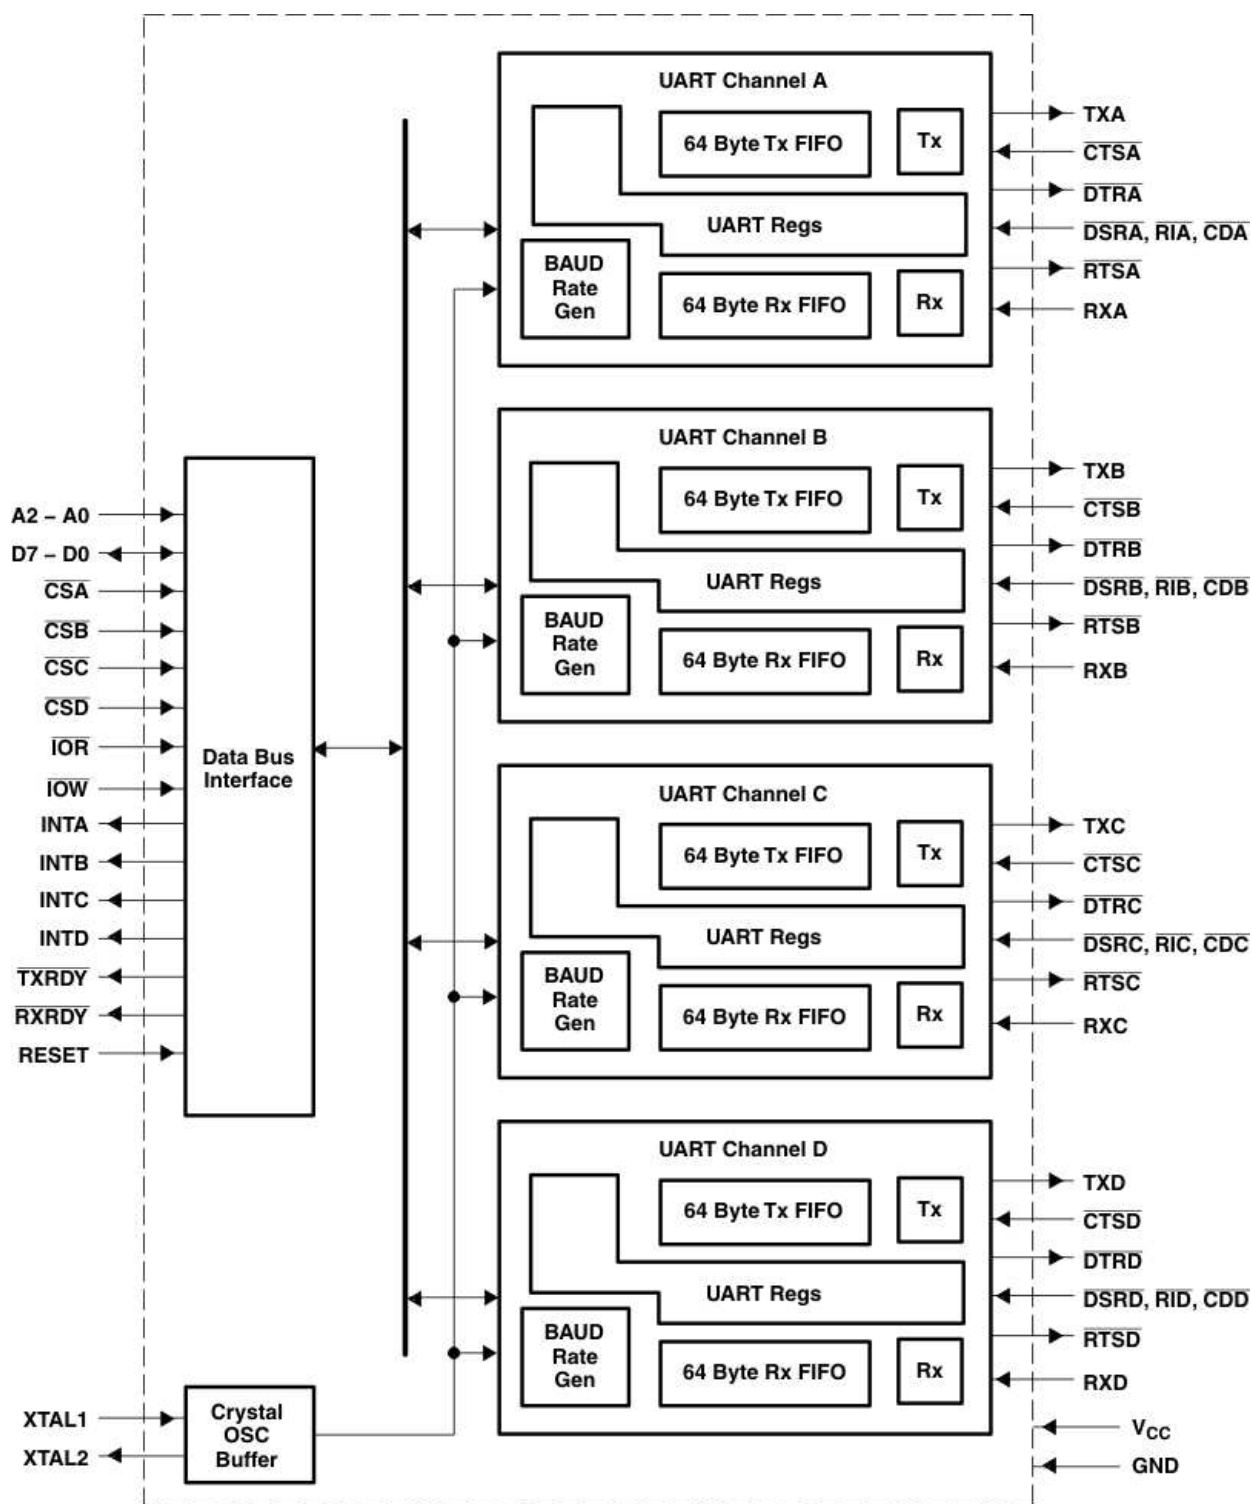 UART Channel A
64 Byte Tx FIFO
Tx
UART Regs
BAUD
Rate
Gen
64 Byte Rx FIFO
Rx
TXA
CTSA
DTRA
DSRA, RIA, CDA
RTSA
RXA
UART Channel B
64 Byte Tx FIFO
Tx
UART Regs
BAUD
Rate
Gen
64 Byte Rx FIFO
Rx
TXB
CTSB
DTRB
DSRB, RIB, CDB
RTSB
RXB
A2 – A0
D7 – D0
CSA
CSB
CSC
CSD
IOR
IOW
INTA
INTB
INTC
INTD
TXRDY
RXRDY
RESET
Data Bus
Interface
UART Channel C
64 Byte Tx FIFO
Tx
UART Regs
BAUD
Rate
Gen
64 Byte Rx FIFO
Rx
TXC
CTSC
DTRC
DSRC, RIC, CDC
RTSC
RXC
UART Channel D
64 Byte Tx FIFO
Tx
UART Regs
BAUD
Rate
Gen
64 Byte Rx FIFO
Rx
TXD
CTSD
DTRD
DSRD, RID, CDD
RTSD
RXD
XTAL1
XTAL2
Crystal
OSC
Buffer
VCC
GND